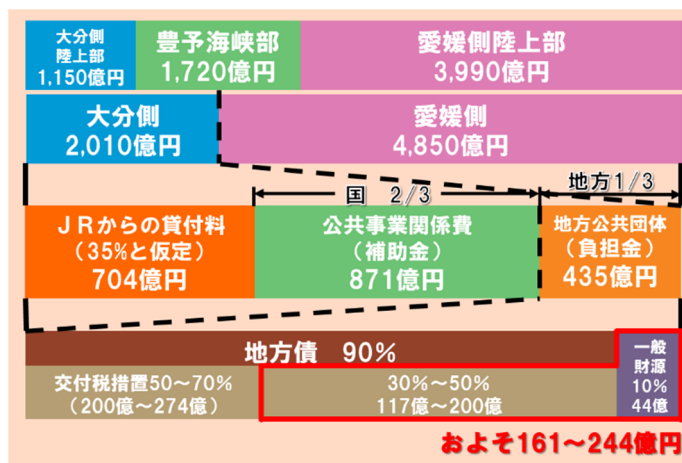 大分側
陸上部
1,150億円
豊予海峡部
1,720億円
愛媛側陸上部
3,990億円
大分側
2,010億円
愛媛側
4,850億円
国 2/3
地方1/3
ＪＲからの貸付料
（35%と仮定）
704億円
公共事業関係費
（補助金）
871億円
地方公共団体
（負担金）
435億円
地方債 90%
一般
財源
10%
44億
交付税措置50～70%
（200億～274億）
30%～50%
117億～200億
およそ161～244億円